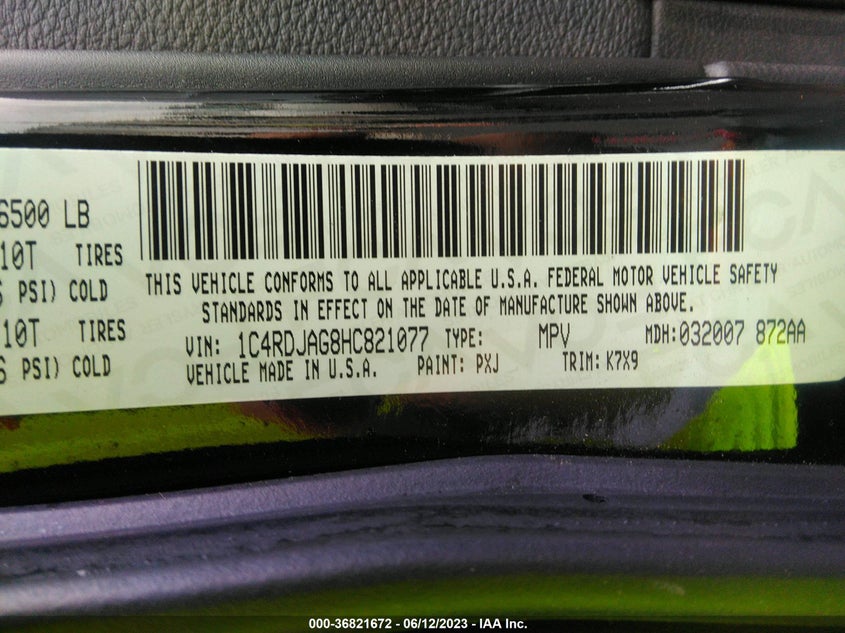 6500 LB
10T TIRES
PSI) COLD
10T TIRES
PSI) COLD
THIS VEHICLE CONFORMS TO ALL APPLICABLE U.S.A. FEDERAL MOTOR VEHICLE SAFETY
STANDARDS IN EFFECT ON THE DATE OF MANUFACTURE SHOWN ABOVE.
VIN: 1C4RDJAG8HC821077 TYPE: MPV MDH:032007 872AA
VEHICLE MADE IN U.S.A. PAINT: PXJ TRIM: K7X9
000-36821672 - 06/12/2023 - IAA Inc.